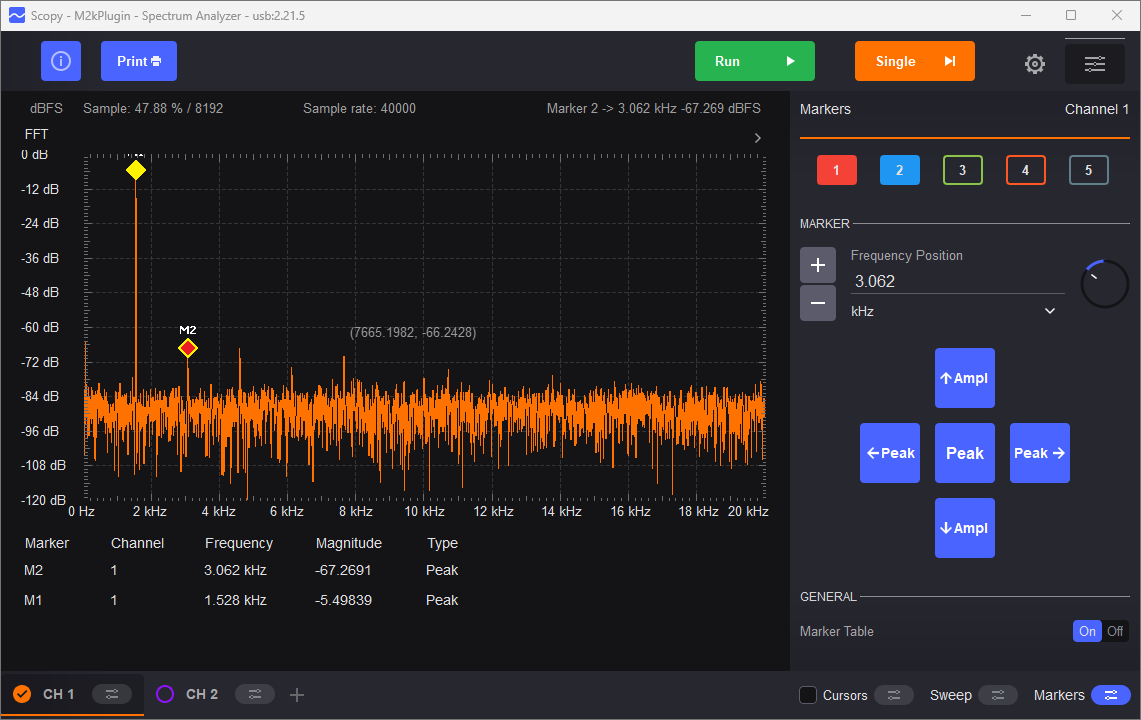 Scopy - M2kPlugin - Spectrum Analyzer - usb:2.21.5
Print
Run
Single
dBFS Sample: 47.88 % / 8192 Sample rate: 40000 Marker 2 -> 3.062 kHz -67.269 dBFS
FFT
0 dB
-12 dB
-24 dB
-36 dB
-48 dB
-60 dB
-72 dB
-84 dB
-96 dB
-108 dB
-120 dB
M2
(7665.1982, -66.2428)
0 Hz 2 kHz 4 kHz 6 kHz 8 kHz 10 kHz 12 kHz 14 kHz 16 kHz 18 kHz 20 kHz
Marker Channel Frequency Magnitude Type
M2 1 3.062 kHz -67.2691 Peak
M1 1 1.528 kHz -5.49839 Peak
Markers Channel 1
1 2 3 4 5
MARKER
+
Frequency Position
3.062
−
kHz
↑Ampl
←Peak Peak Peak →
↓Ampl
GENERAL
Marker Table On Off
CH 1 CH 2 + Cursors Sweep Markers